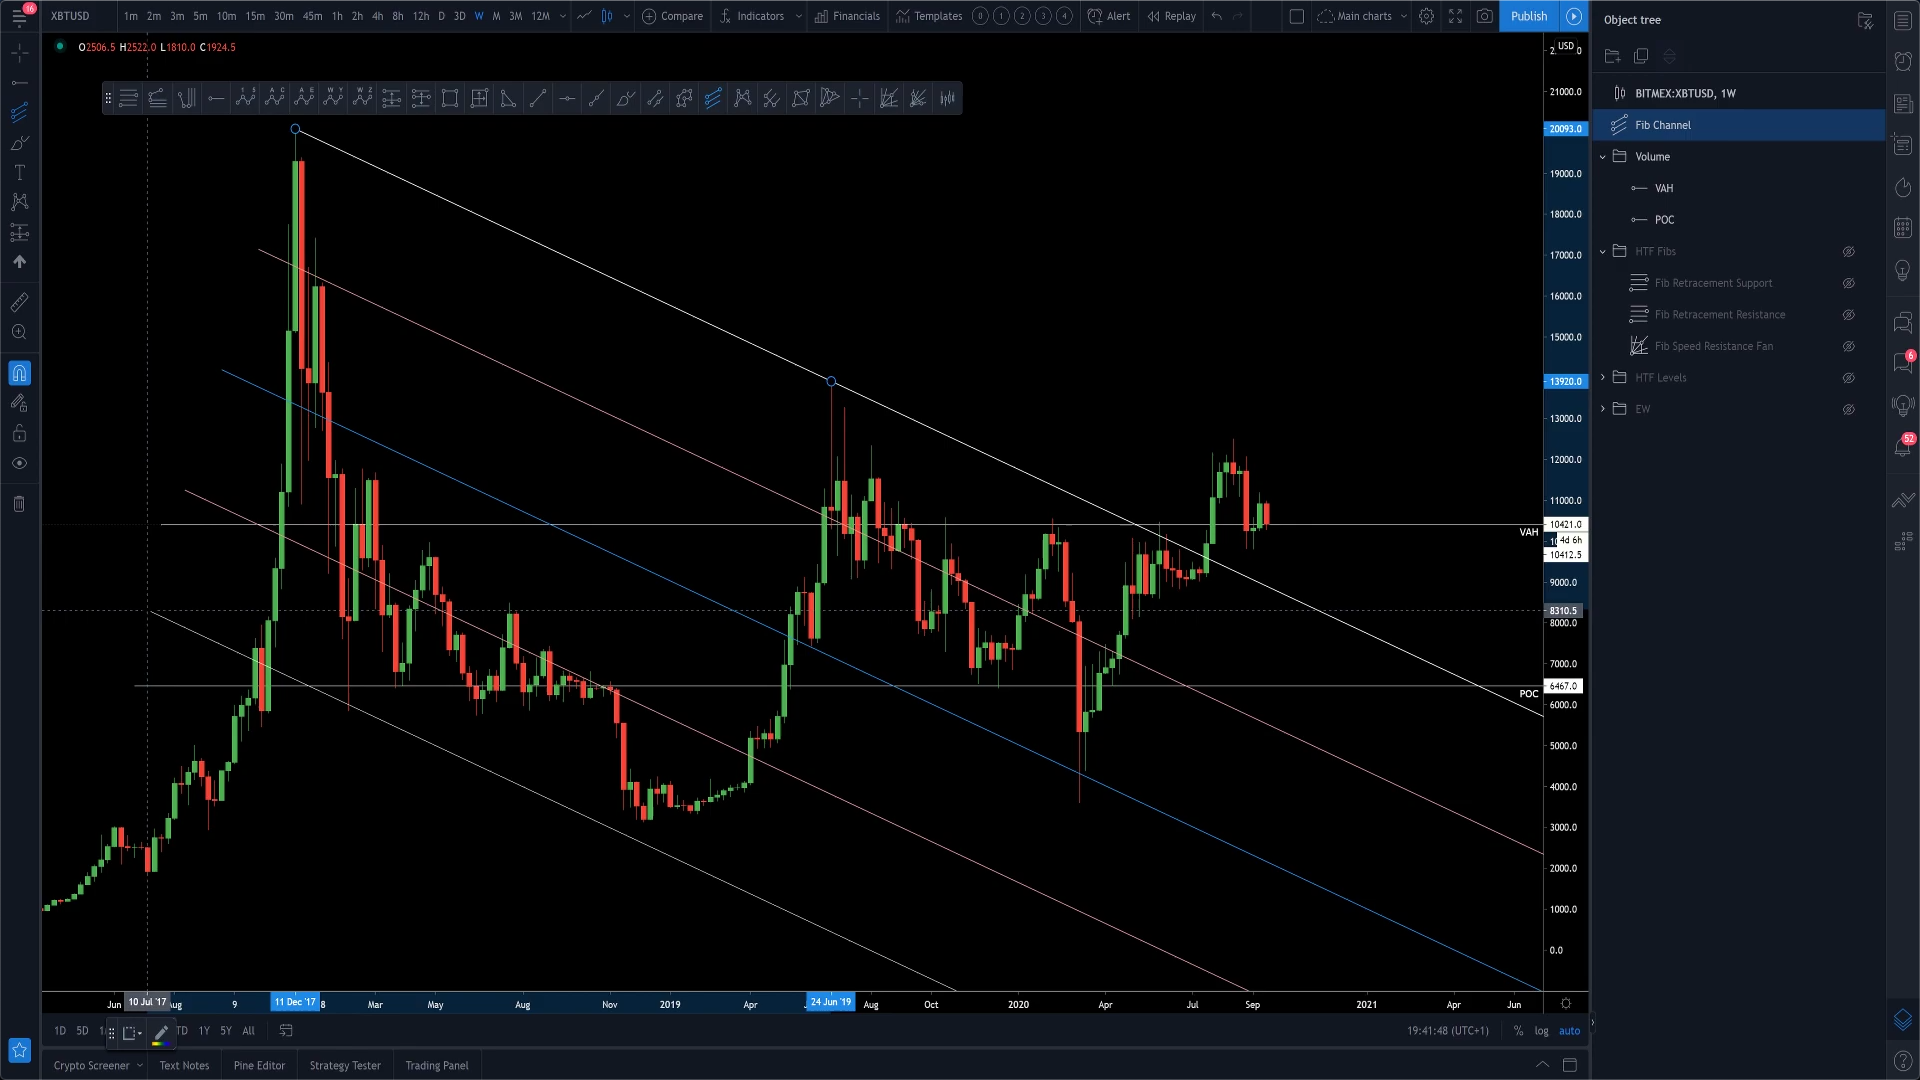 16
XBTUSD 1m 2m 3m 5m 10m 15m 30m 45m 1h 2h 4h 8h 12h D 3D W M 3M 12M Compare Indicators Financials Templates 0 1 2 3 4 Alert Replay Main charts Publish
Object tree
O2506.5 H2522.0 L1810.0 C1924.5
USD
BITMEX:XBTUSD, 1W
Fib Channel
Volume
VAH
POC
HTF Fibs
Fib Retracement Support
Fib Retracement Resistance
Fib Speed Resistance Fan
HTF Levels
EW
6
52
21000.0
20093.0
19000.0
18000.0
17000.0
16000.0
15000.0
13920.0
13000.0
12000.0
11000.0
10421.0
VAH
4d 6h
10412.5
9000.0
8310.5
8000.0
7000.0
6467.0
POC
6000.0
5000.0
4000.0
3000.0
2000.0
1000.0
0.0
Jun 10 Jul '17 Aug 9 11 Dec '17 8 Mar May Aug Nov 2019 Apr 24 Jun '19 Aug Oct 2020 Apr Jul Sep 2021 Apr Jun
1D 5D TD 1Y 5Y All 19:41:48 (UTC+1) % log auto
Crypto Screener Text Notes Pine Editor Strategy Tester Trading Panel